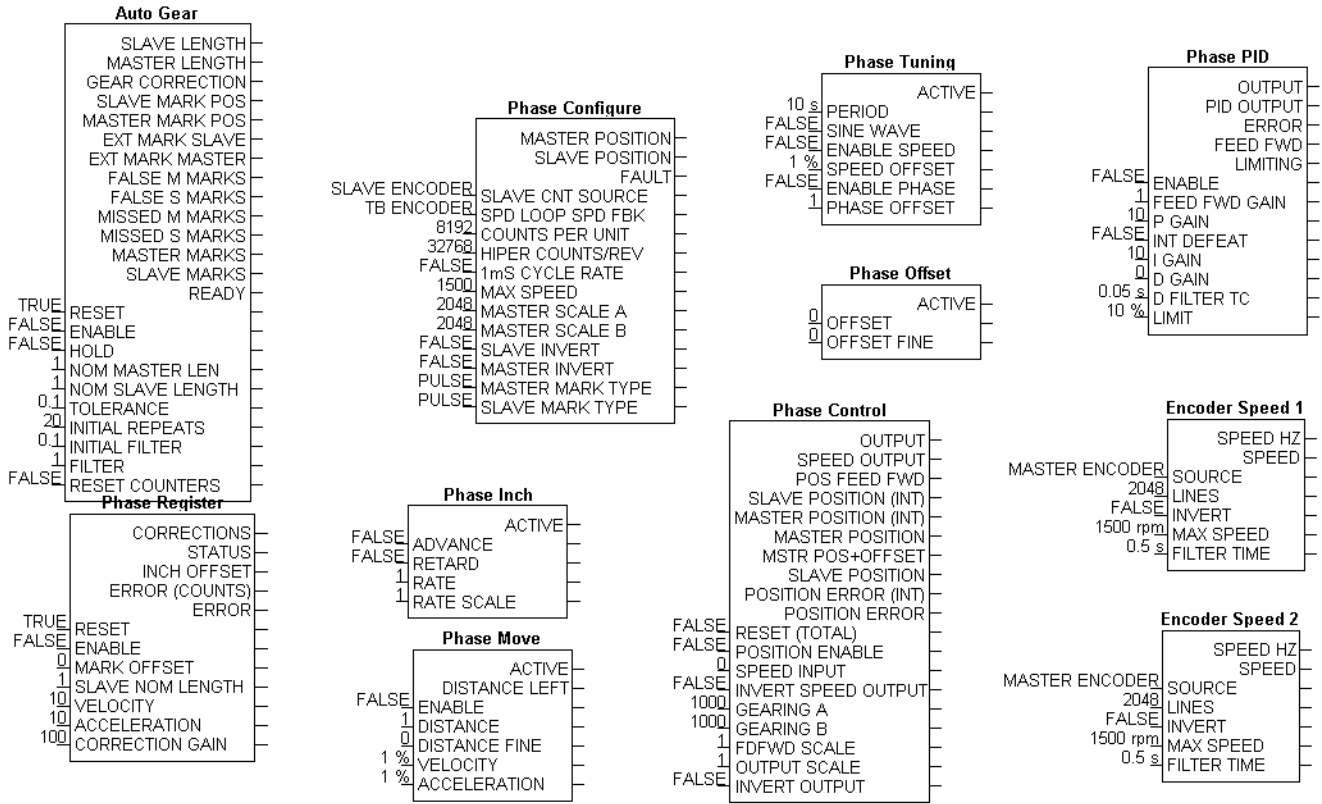 Auto Gear
SLAVE LENGTH
MASTER LENGTH
GEAR CORRECTION
SLAVE MARK POS
MASTER MARK POS
EXT MARK SLAVE
EXT MARK MASTER
FALSE M MARKS
FALSE S MARKS
MISSED M MARKS
MISSED S MARKS
MASTER MARKS
SLAVE MARKS
READY
TRUE RESET
FALSE ENABLE
FALSE HOLD
1 NOM MASTER LEN
1 NOM SLAVE LENGTH
0.1 TOLERANCE
20 INITIAL REPEATS
0.1 INITIAL FILTER
1 FILTER
FALSE RESET COUNTERS
Phase Register
CORRECTIONS
STATUS
INCH OFFSET
ERROR (COUNTS)
ERROR
TRUE RESET
FALSE ENABLE
0 MARK OFFSET
1 SLAVE NOM LENGTH
10 VELOCITY
10 ACCELERATION
100 CORRECTION GAIN
Phase Configure
MASTER POSITION
SLAVE POSITION
FAULT
SLAVE ENCODER SLAVE CNT SOURCE
TB ENCODER SPD LOOP SPD FBK
8192 COUNTS PER UNIT
32768 HIPER COUNTS/REV
FALSE 1mS CYCLE RATE
1500 MAX SPEED
2048 MASTER SCALE A
2048 MASTER SCALE B
FALSE SLAVE INVERT
FALSE MASTER INVERT
PULSE MASTER MARK TYPE
PULSE SLAVE MARK TYPE
Phase Inch
ACTIVE
FALSE ADVANCE
FALSE RETARD
1 RATE
1 RATE SCALE
Phase Move
ACTIVE
DISTANCE LEFT
FALSE ENABLE
1 DISTANCE
0 DISTANCE FINE
1 % VELOCITY
1 % ACCELERATION
Phase Tuning
ACTIVE
10 s PERIOD
FALSE SINE WAVE
FALSE ENABLE SPEED
1 % SPEED OFFSET
FALSE ENABLE PHASE
1 PHASE OFFSET
Phase Offset
ACTIVE
0 OFFSET
0 OFFSET FINE
Phase Control
OUTPUT
SPEED OUTPUT
POS FEED FWD
SLAVE POSITION (INT)
MASTER POSITION (INT)
MASTER POSITION
MSTR POS+OFFSET
SLAVE POSITION
POSITION ERROR (INT)
POSITION ERROR
FALSE RESET (TOTAL)
FALSE POSITION ENABLE
0 SPEED INPUT
FALSE INVERT SPEED OUTPUT
1000 GEARING A
1000 GEARING B
1 FDFWD SCALE
1 OUTPUT SCALE
FALSE INVERT OUTPUT
Phase PID
OUTPUT
PID OUTPUT
ERROR
FEED FWD
LIMITING
FALSE ENABLE
1 FEED FWD GAIN
10 P GAIN
FALSE INT DEFEAT
10 I GAIN
0 D GAIN
0.05 s D FILTER TC
10 % LIMIT
Encoder Speed 1
SPEED HZ
SPEED
MASTER ENCODER SOURCE
2048 LINES
FALSE INVERT
1500 rpm MAX SPEED
0.5 s FILTER TIME
Encoder Speed 2
SPEED HZ
SPEED
MASTER ENCODER SOURCE
2048 LINES
FALSE INVERT
1500 rpm MAX SPEED
0.5 s FILTER TIME